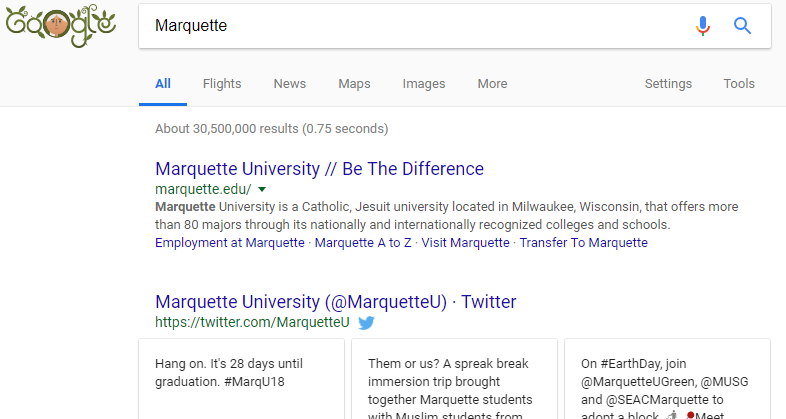 Google
Marquette
All Flights News Maps Images More Settings Tools
About 30,500,000 results (0.75 seconds)
Marquette University // Be The Difference
marquette.edu/
Marquette University is a Catholic, Jesuit university located in Milwaukee, Wisconsin, that offers more
than 80 majors through its nationally and internationally recognized colleges and schools.
Employment at Marquette · Marquette A to Z · Visit Marquette · Transfer To Marquette
Marquette University (@MarquetteU) · Twitter
https://twitter.com/MarquetteU
Hang on. It's 28 days until
graduation. #MarqU18
Them or us? A spreak break
immersion trip brought
together Marquette students
with Muslim students from
On #EarthDay, join
@MarquetteUGreen, @MUSG
and @SEACMarquette to
adopt a block. Meet